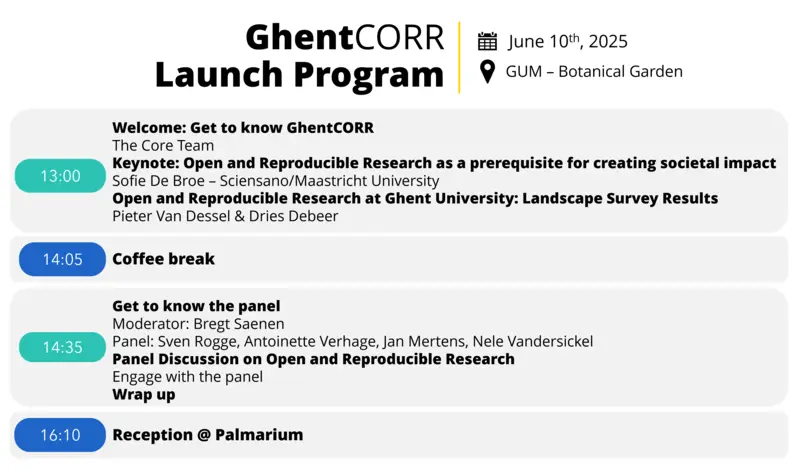 GhentCORR
Launch Program
June 10th, 2025
GUM – Botanical Garden
13:00
Welcome: Get to know GhentCORR
The Core Team
Keynote: Open and Reproducible Research as a prerequisite for creating societal impact
Sofie De Broe – Sciensano/Maastricht University
Open and Reproducible Research at Ghent University: Landscape Survey Results
Pieter Van Dessel & Dries Debeer
14:05
Coffee break
14:35
Get to know the panel
Moderator: Bregt Saenen
Panel: Sven Rogge, Antoinette Verhage, Jan Mertens, Nele Vandersickel
Panel Discussion on Open and Reproducible Research
Engage with the panel
Wrap up
16:10
Reception @ Palmarium